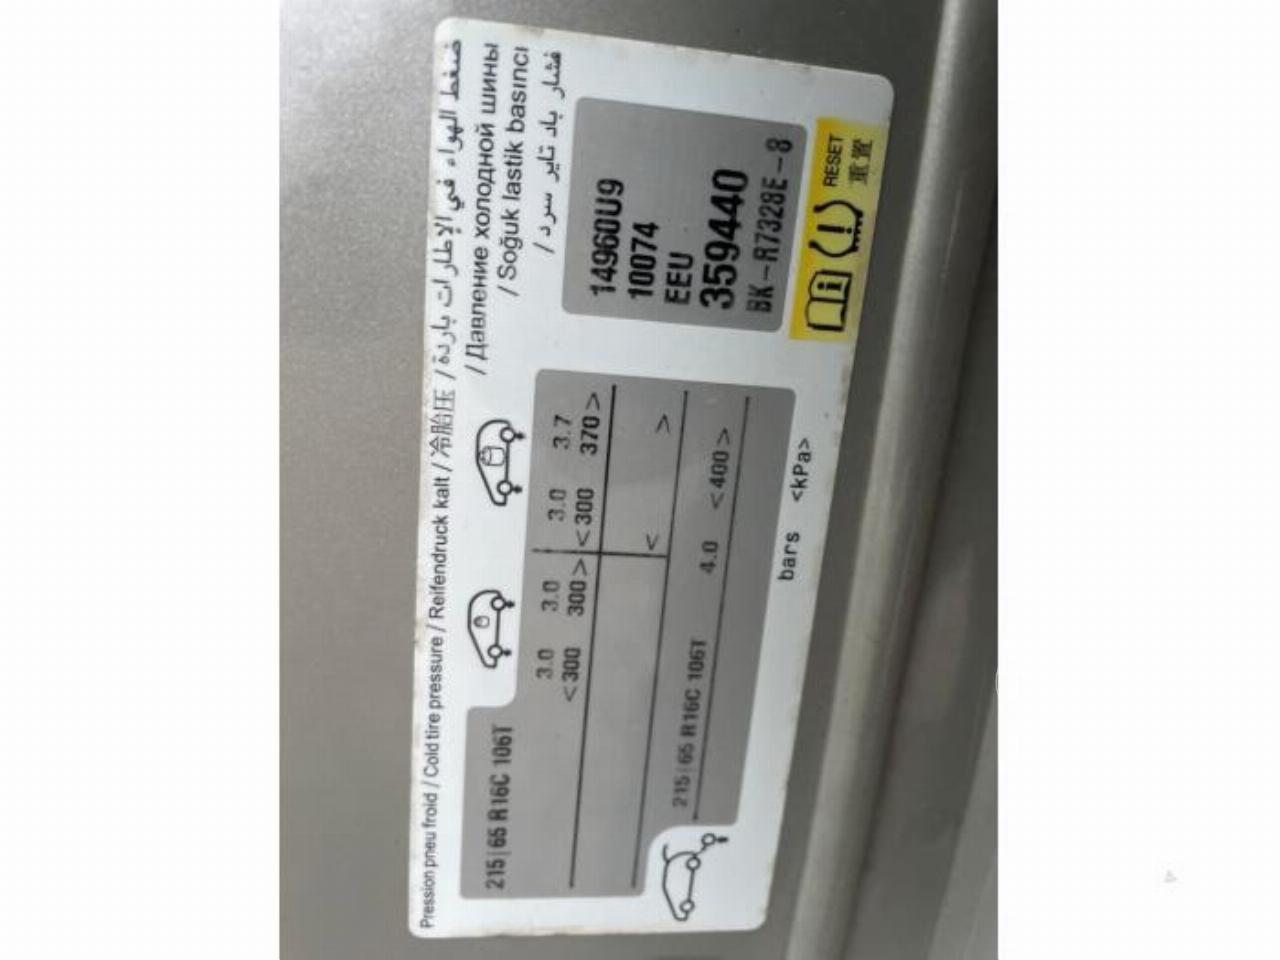 Pression pneu froid / Cold tire pressure / Reifendruck kalt / 冷胎压 / ضغط الهواء في الإطارات باردة
/ Давление холодной шины
/ Soğuk lastik basıncı
/ فشار باد تایر سرد
215|65 R16C 106T
3.0 3.0 3.0 3.7
<300 300> <300 370>
< >
215|65 R16C 106T 4.0 <400>
bars <kPa>
14960U9
10074
EEU
359440
BK-R7328E-8
RESET
重置